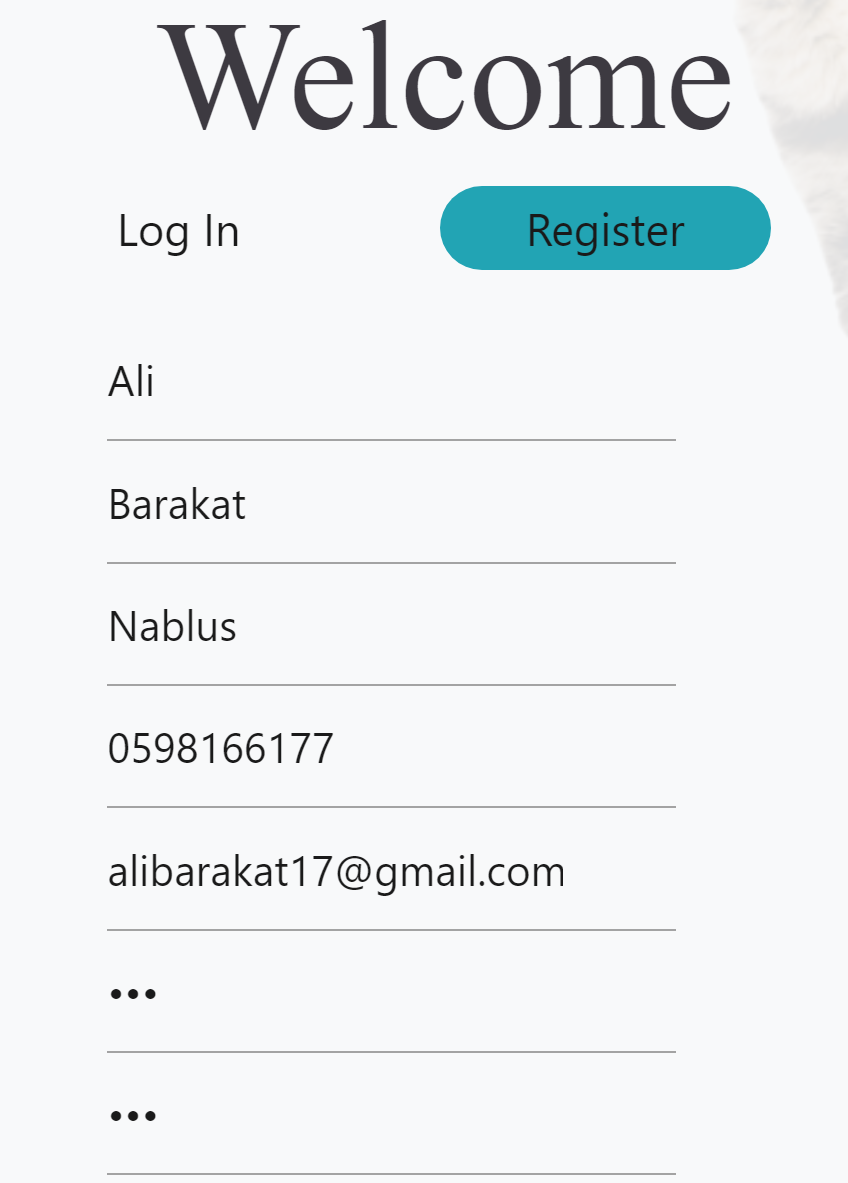 Welcome
Log In
Register
Ali
Barakat
Nablus
0598166177
alibarakat17@gmail.com
•••
•••